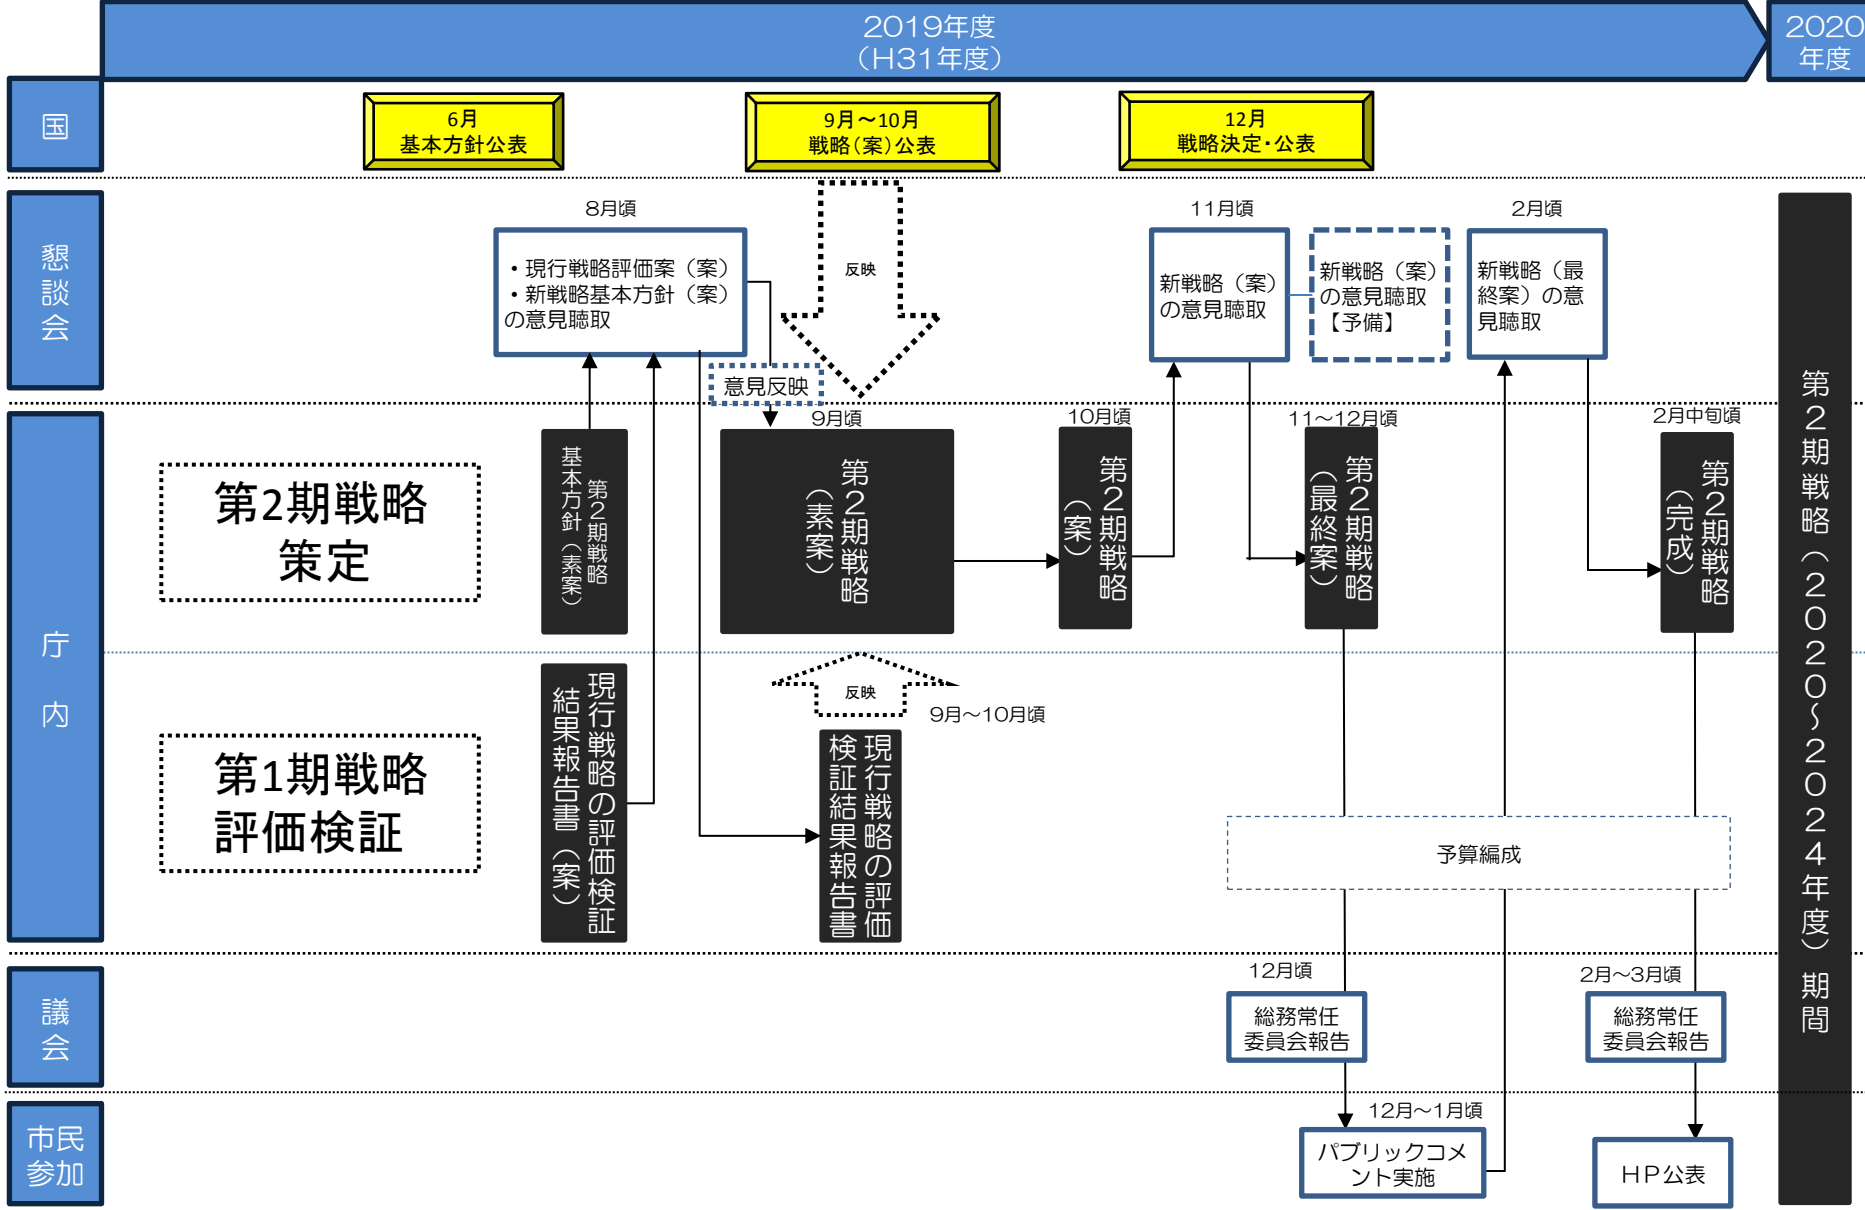 2019年度
（H31年度）
2020
年度
国
6月
基本方針公表
9月～10月
戦略(案)公表
12月
戦略決定・公表
懇談会
8月頃
・現行戦略評価案（案）
・新戦略基本方針（案）
の意見聴取
反映
意見反映
11月頃
新戦略（案）
の意見聴取
新戦略（案）
の意見聴取
【予備】
2月頃
新戦略（最
終案）の意
見聴取
庁内
第2期戦略
策定
第２期戦略
基本方針（素案）
9月頃
第２期戦略
（素案）
10月頃
第２期戦略
（案）
11～12月頃
第２期戦略
（最終案）
2月中旬頃
第２期戦略
（完成）
第1期戦略
評価検証
現行戦略の評価検証
結果報告書（案）
反映
9月～10月頃
現行戦略の評価
検証結果報告書
予算編成
議会
12月頃
総務常任
委員会報告
2月～3月頃
総務常任
委員会報告
市民
参加
12月～1月頃
パブリックコメ
ント実施
ＨＰ公表
第２期戦略（２０２０～２０２４年度）期間